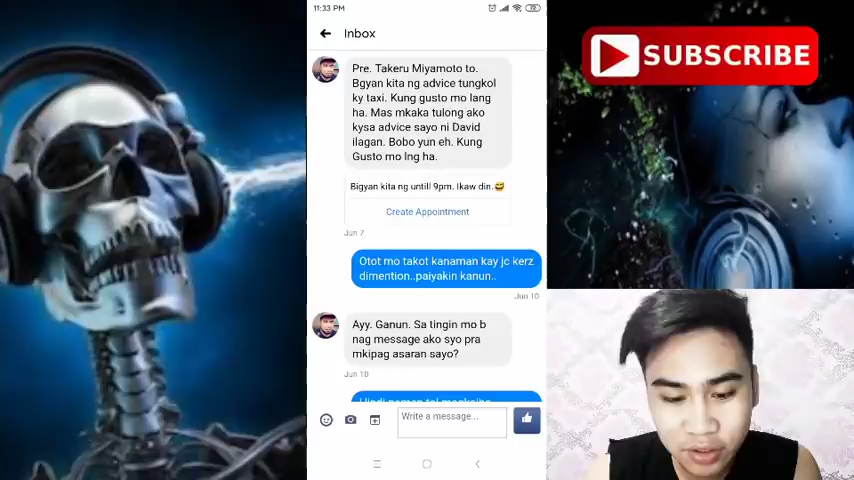 11:33 PM
72
Inbox
SUBSCRIBE
Pre. Takeru Miyamoto to.
Bgyan kita ng advice tungkol
ky taxi. Kung gusto mo lang
ha. Mas mkaka tulong ako
kysa advice sayo ni David
ilagan. Bobo yun eh. Kung
Gusto mo lng ha.
Bigyan kita ng untill 9pm. Ikaw din.😅
Create Appointment
Jun 7
Otot mo takot kanaman kay jc kerz
dimention..paiyakin kanun..
Jun 10
Ayy. Ganun. Sa tingin mo b
nag message ako syo pra
mkipag asaran sayo?
Jun 10
Write a message...